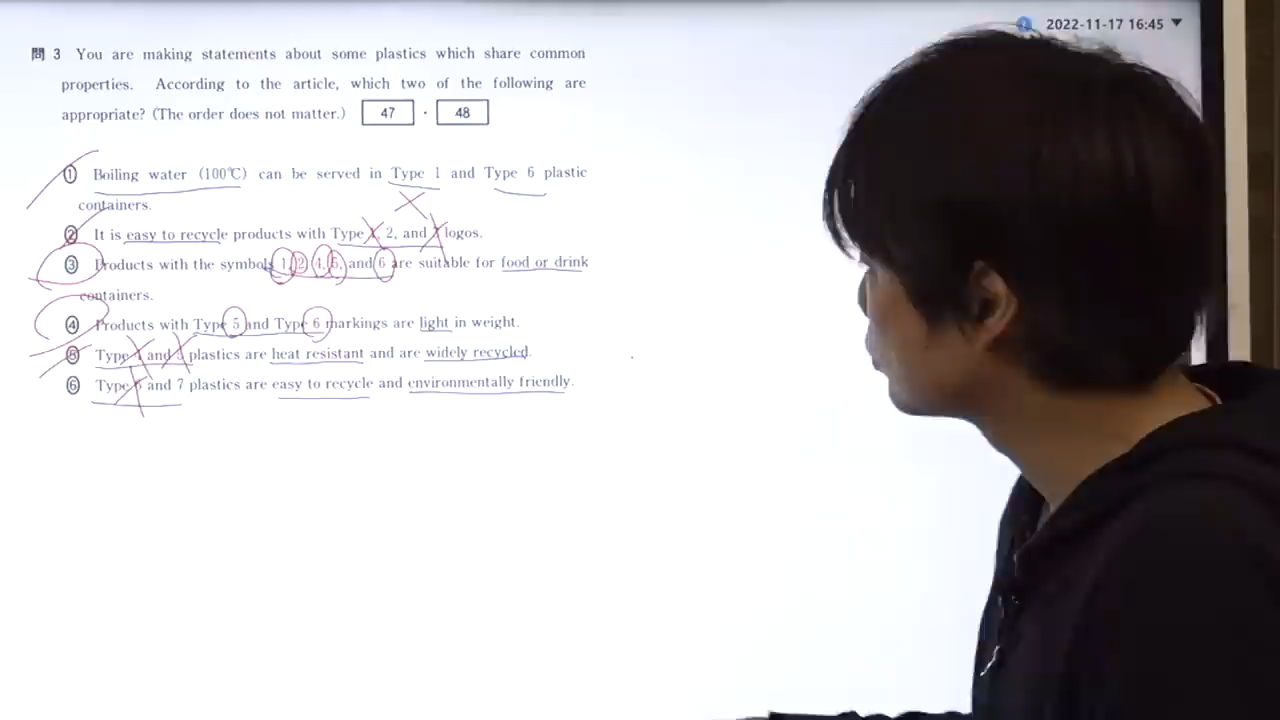 2022-11-17 16:45
問 3 You are making statements about some plastics which share common
properties. According to the article, which two of the following are
appropriate? (The order does not matter.) 47 · 48
① Boiling water (100℃) can be served in Type 1 and Type 6 plastic
containers.
② It is easy to recycle products with Type 2, and logos.
③ Products with the symbols 1, 2, 4, 5, and 6 are suitable for food or drink
containers.
④ Products with Type 5 and Type 6 markings are light in weight.
⑤ Type and plastics are heat resistant and are widely recycled.
⑥ Type and 7 plastics are easy to recycle and environmentally friendly.